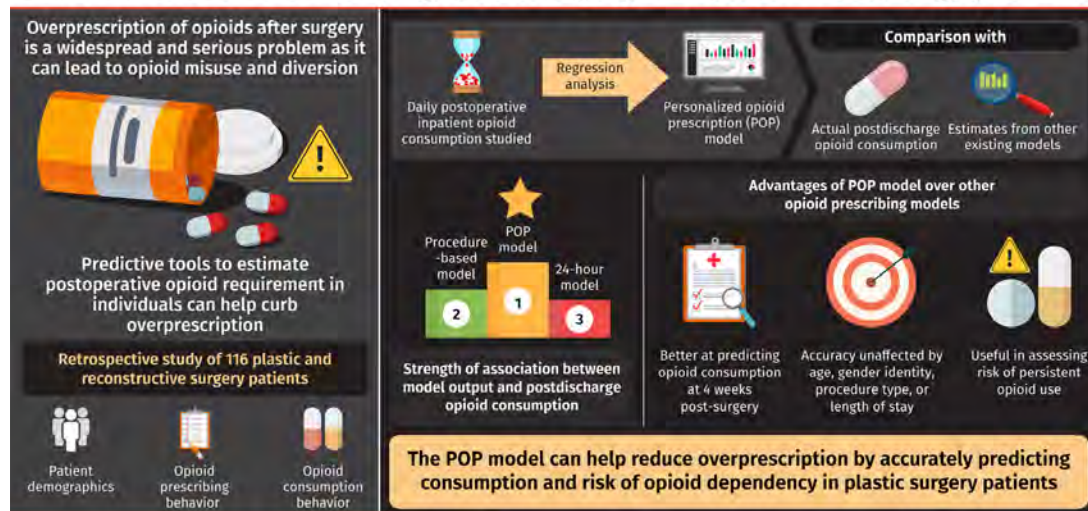 Overprescription of opioids after surgery
is a widespread and serious problem as it
can lead to opioid misuse and diversion
Predictive tools to estimate
postoperative opioid requirement in
individuals can help curb
overprescription
Retrospective study of 116 plastic and
reconstructive surgery patients
Patient
demographics
Opioid
prescribing
behavior
Opioid
consumption
behavior
Daily postoperative
inpatient opioid
consumption studied
Regression
analysis
Personalized opioid
prescription (POP)
model
Comparison with
Actual postdischarge
opioid consumption
Estimates from other
existing models
Procedure
-based
model
2
POP
model
1
24-hour
model
3
Strength of association between
model output and postdischarge
opioid consumption
Advantages of POP model over other
opioid prescribing models
Better at predicting
opioid consumption
at 4 weeks
post-surgery
Accuracy unaffected by
age, gender identity,
procedure type, or
length of stay
Useful in assessing
risk of persistent
opioid use
The POP model can help reduce overprescription by accurately predicting
consumption and risk of opioid dependency in plastic surgery patients